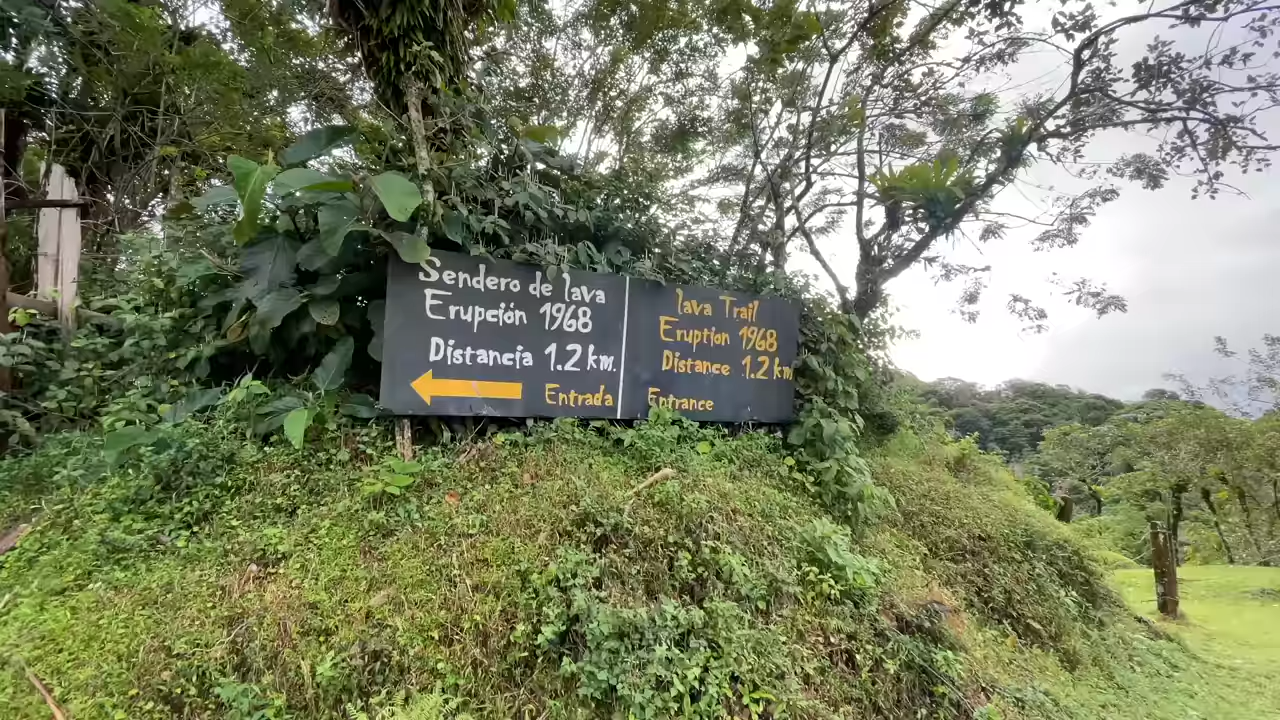 Sendero de lava
Erupción 1968
Distancia 1.2 km.
Entrada
lava Trail
Eruption 1968
Distance 1.2 km
Entrance